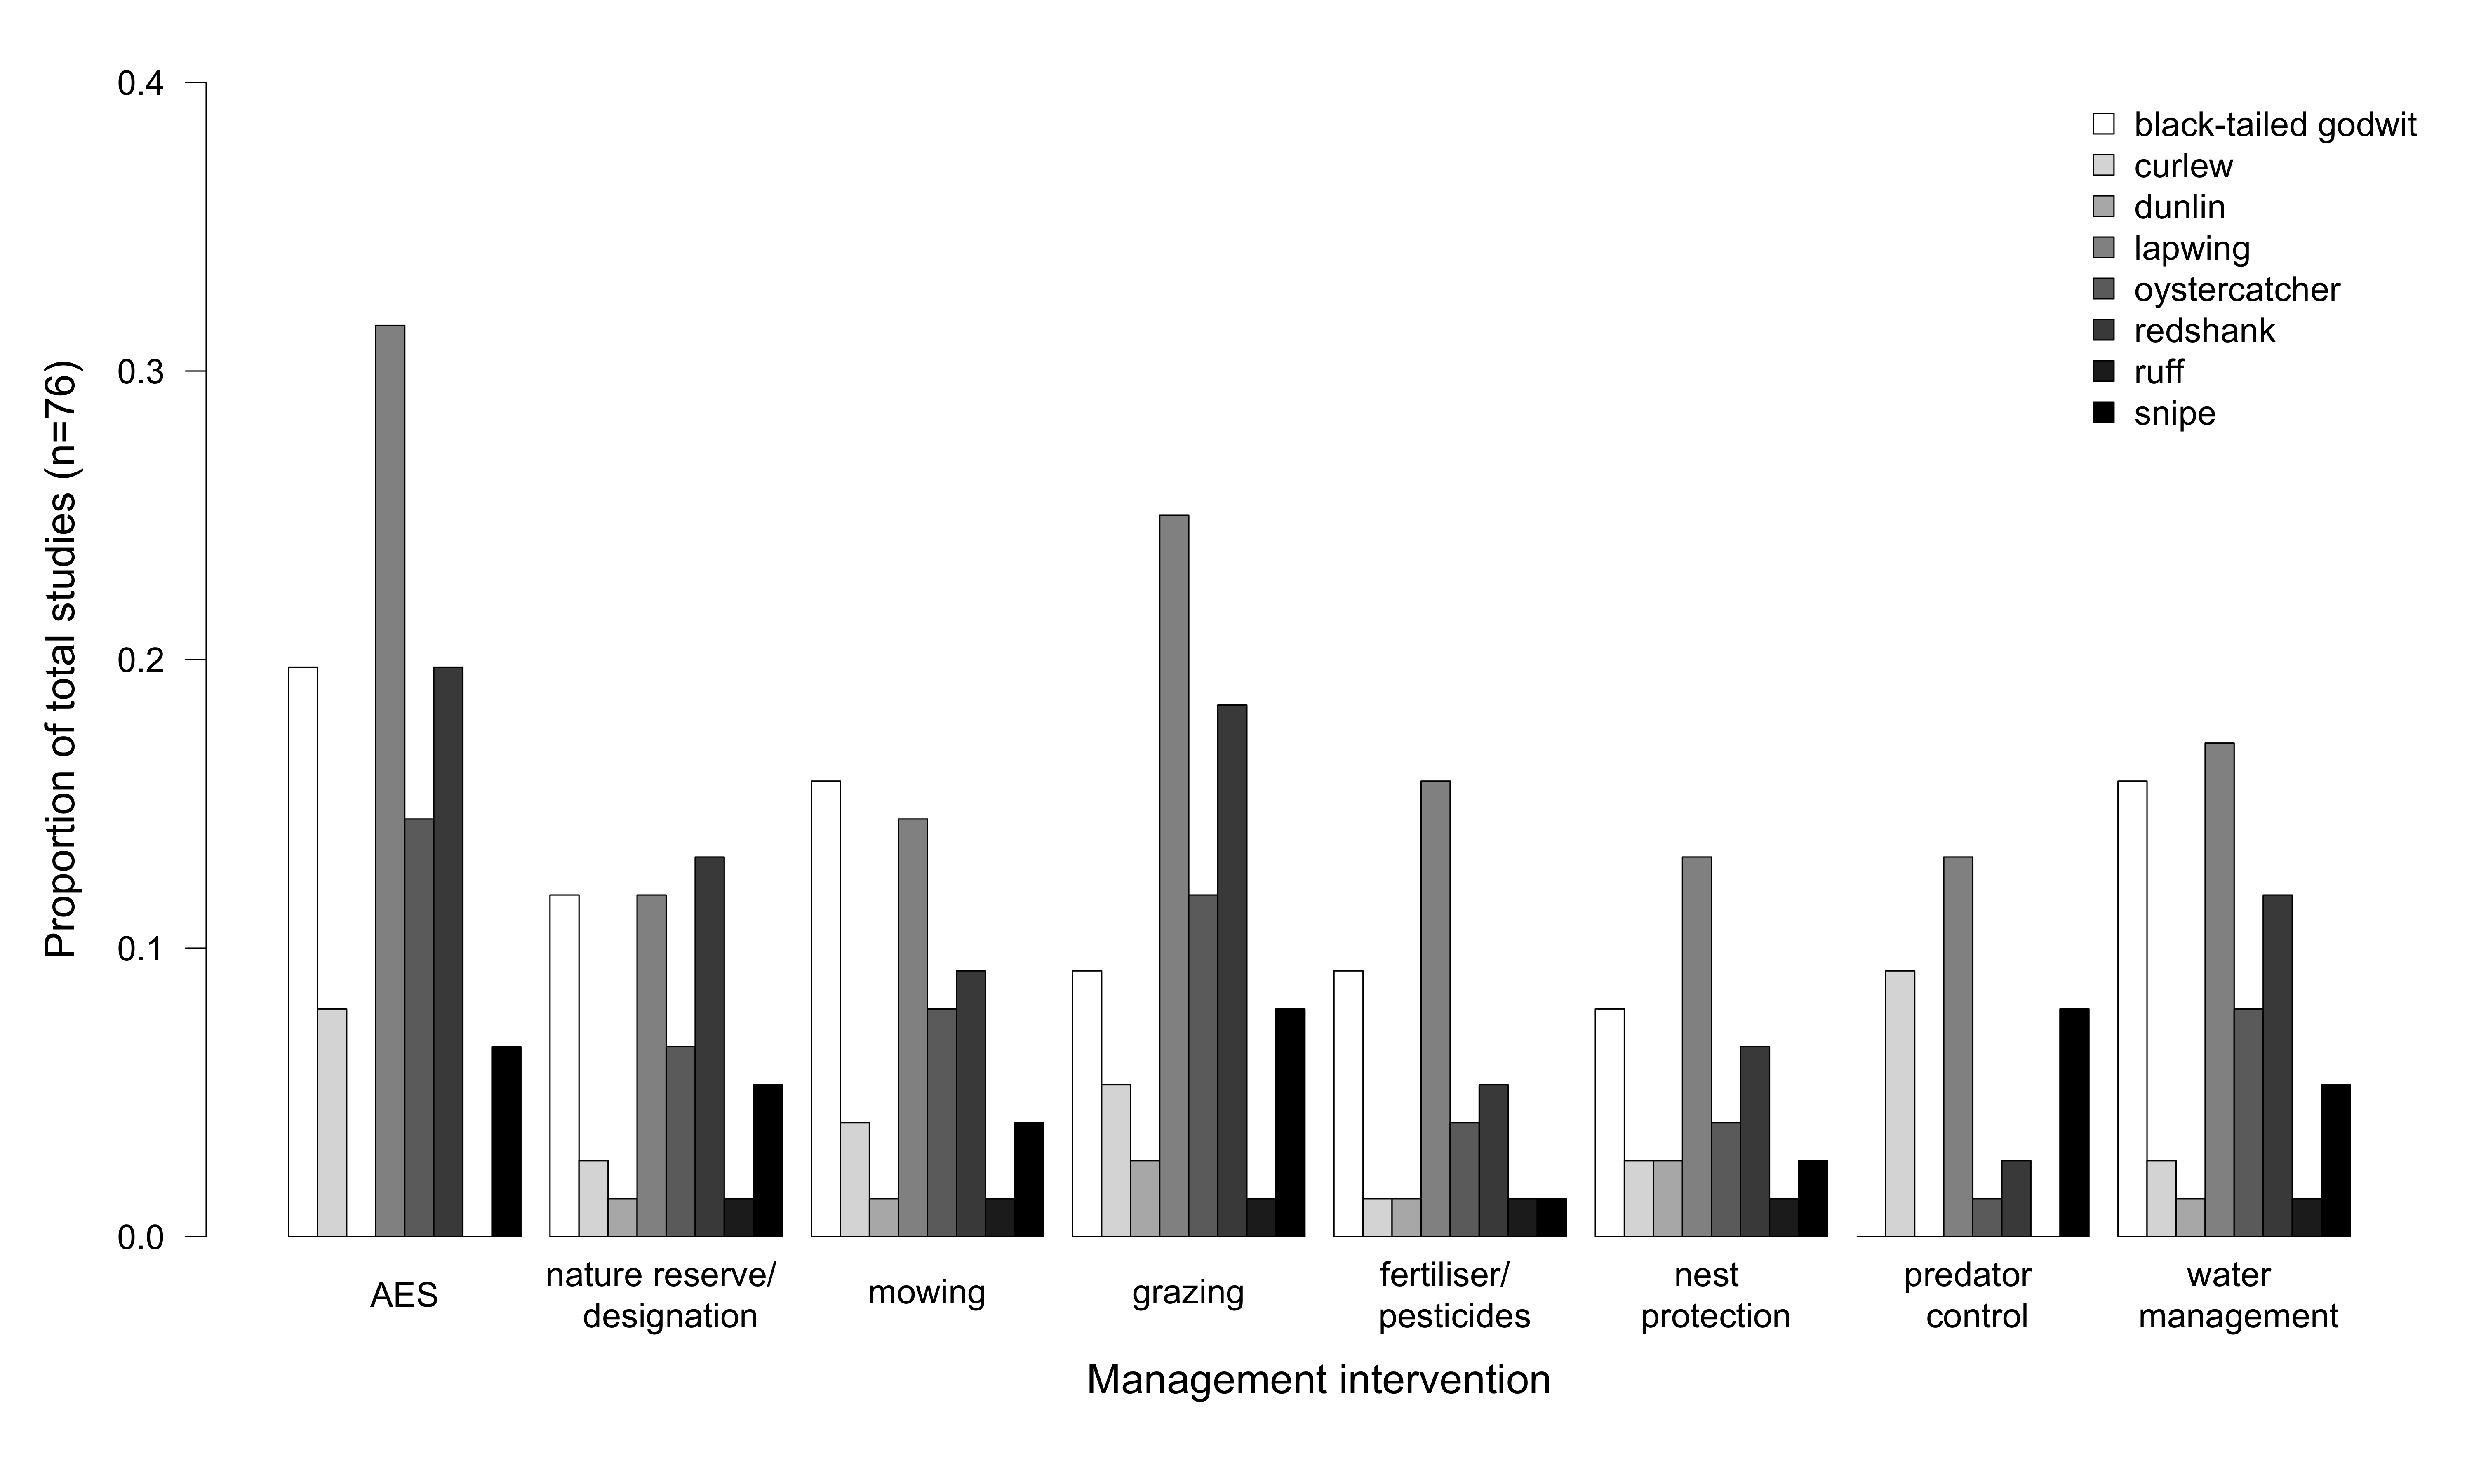 Proportion of total studies (n=76)
0.4
0.3
0.2
0.1
0.0
black-tailed godwit
curlew
dunlin
lapwing
oystercatcher
redshank
ruff
snipe
AES
nature reserve/
designation
mowing
grazing
fertiliser/
pesticides
nest
protection
predator
control
water
management
Management intervention